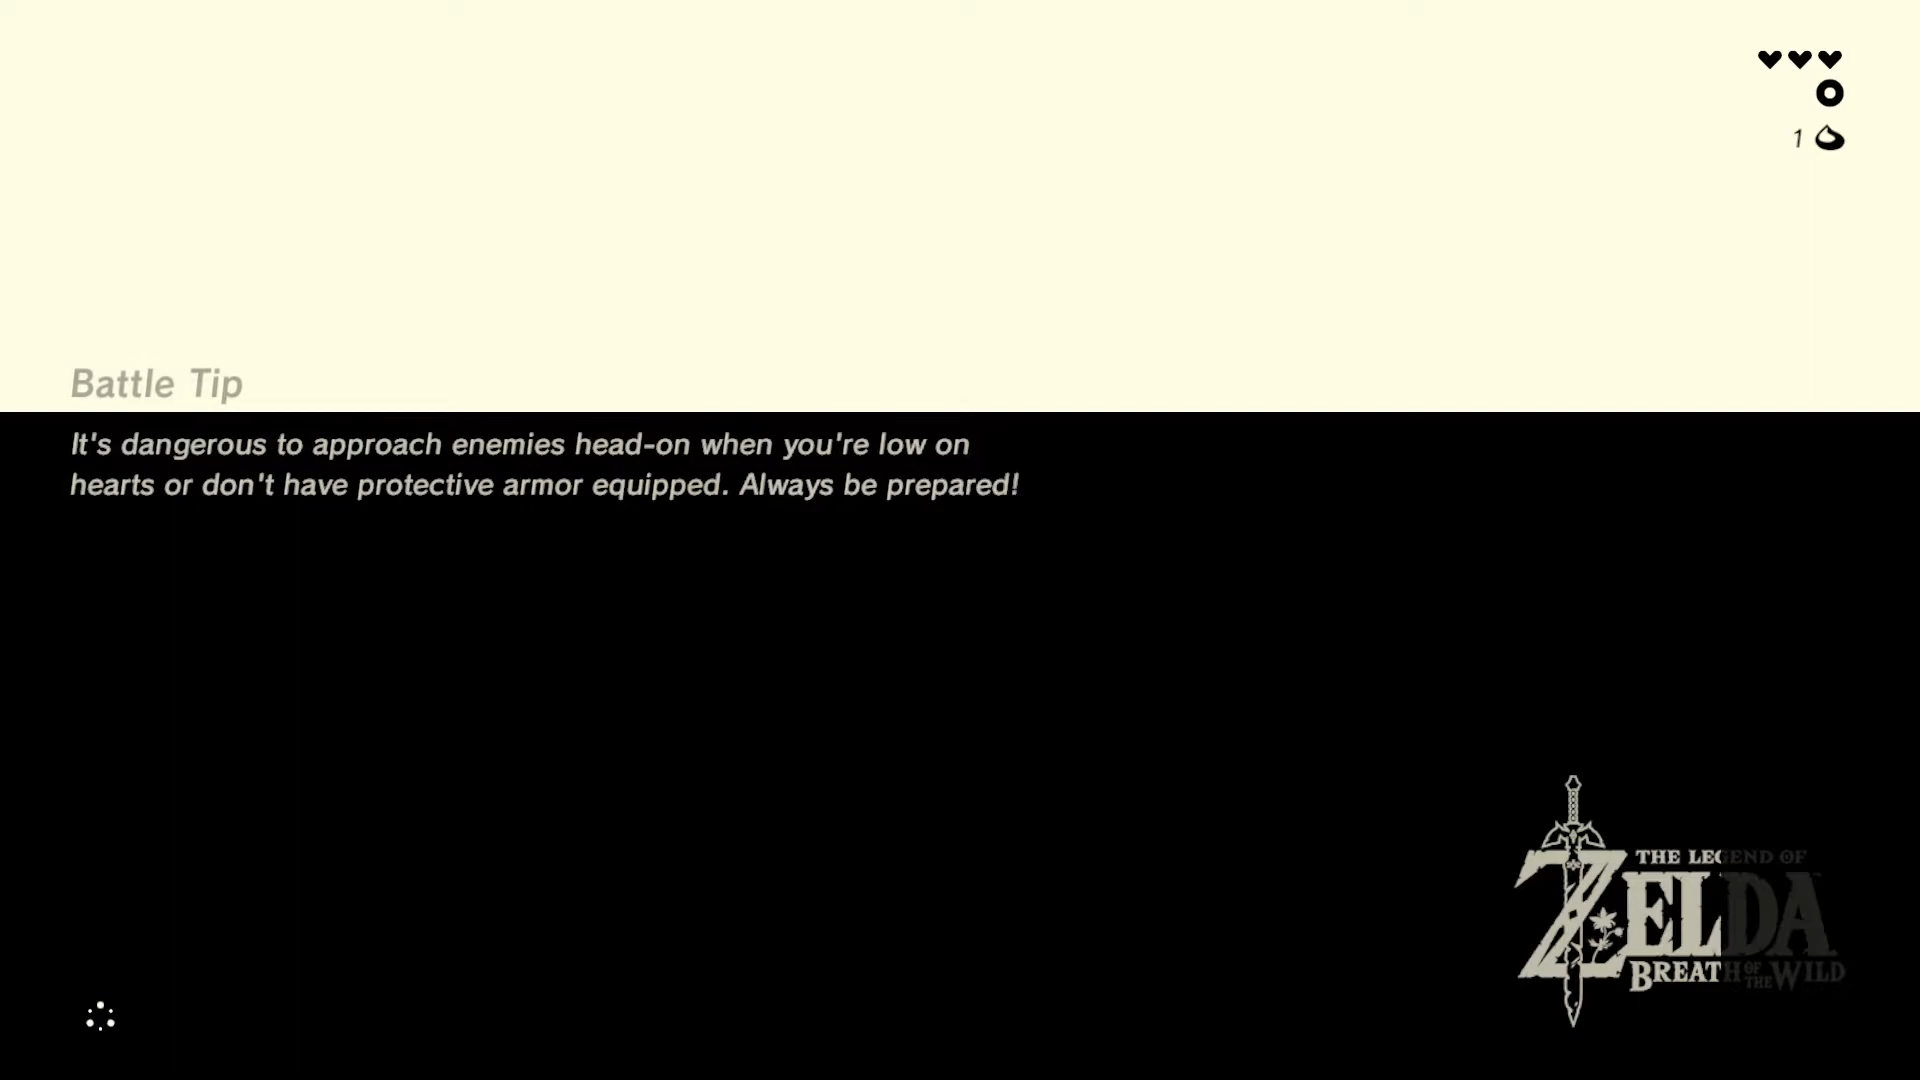 1
Battle Tip
It's dangerous to approach enemies head-on when you're low on
hearts or don't have protective armor equipped. Always be prepared!
THE LEGEND OF
ZELDA
BREATH OF THE WILD